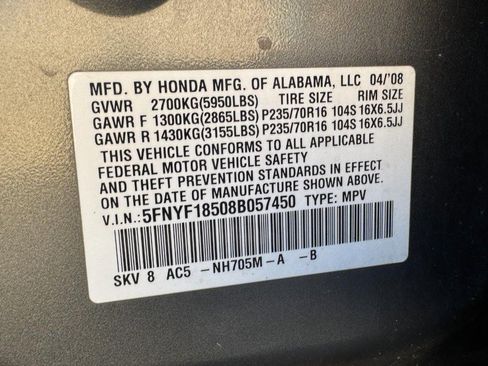 MFD. BY HONDA MFG. OF ALABAMA, LLC 04/'08
GVWR 2700KG(5950LBS) TIRE SIZE RIM SIZE
GAWR F 1300KG(2865LBS) P235/70R16 104S 16X6.5JJ
GAWR R 1430KG(3155LBS) P235/70R16 104S 16X6.5JJ
THIS VEHICLE CONFORMS TO ALL APPLICABLE
FEDERAL MOTOR VEHICLE SAFETY
AND THEFT PREVENTION STANDARDS IN EFFECT
ON THE DATE OF MANUFACTURE SHOWN ABOVE.
V.I.N.: 5FNYF18508B057450 TYPE: MPV
SKV 8 AC5 -NH705M-A -B